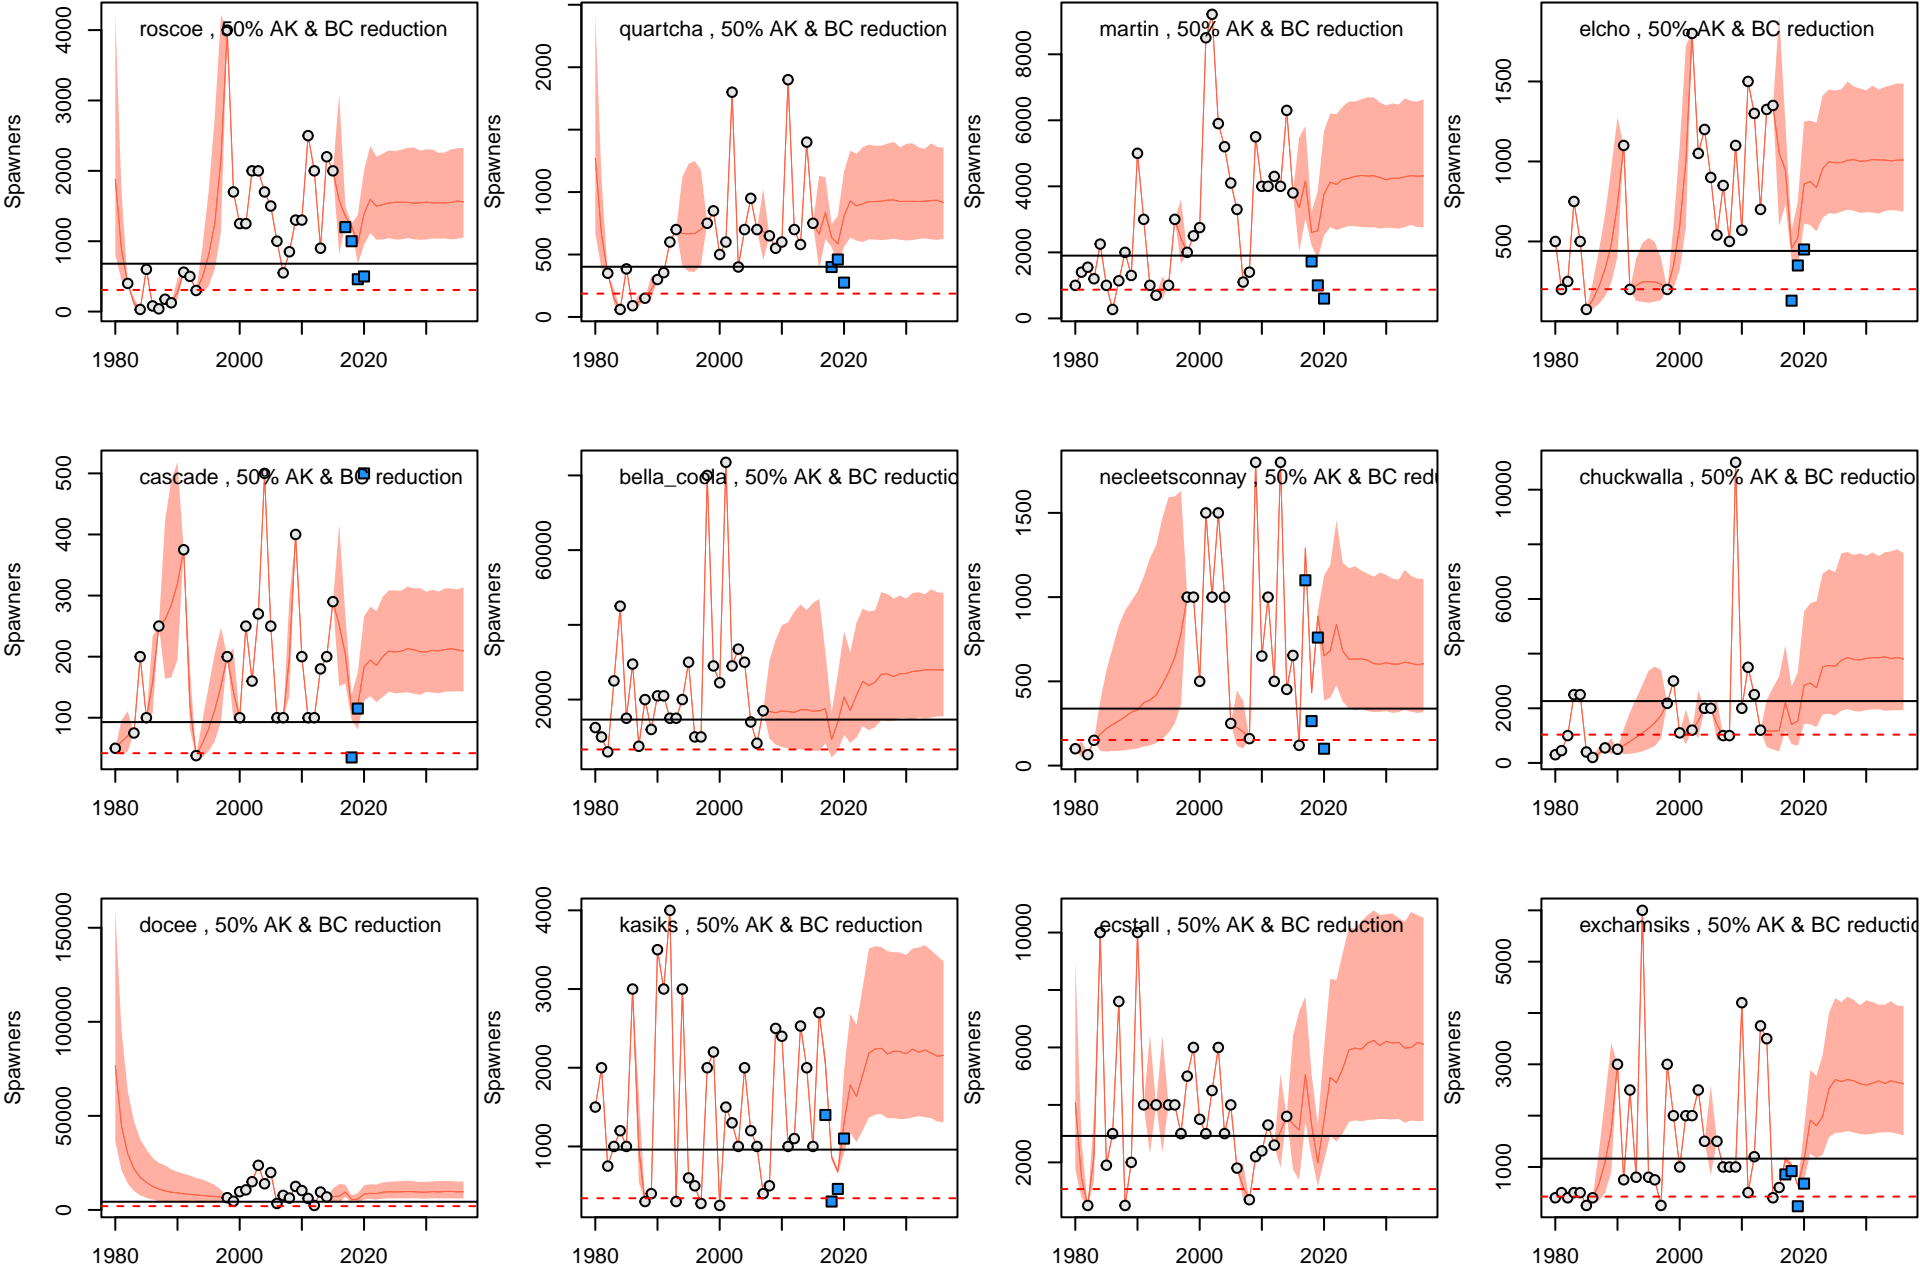 roscoe , 50% AK & BC reduction
Spawners
0 1000 2000 3000 4000
1980 2000 2020
quartcha , 50% AK & BC reduction
Spawners
0 500 1000 2000
1980 2000 2020
martin , 50% AK & BC reduction
Spawners
0 2000 4000 6000 8000
1980 2000 2020
elcho , 50% AK & BC reduction
Spawners
500 1000 1500
1980 2000 2020
cascade , 50% AK & BC reduction
Spawners
100 200 300 400 500
1980 2000 2020
bella_coola , 50% AK & BC reductio
Spawners
20000 60000
1980 2000 2020
necleetsconnay , 50% AK & BC redu
Spawners
0 500 1000 1500
1980 2000 2020
chuckwalla , 50% AK & BC reductio
Spawners
0 2000 6000 10000
1980 2000 2020
docee , 50% AK & BC reduction
Spawners
0 50000 100000 150000
1980 2000 2020
kasiks , 50% AK & BC reduction
Spawners
1000 2000 3000 4000
1980 2000 2020
ecstall , 50% AK & BC reduction
Spawners
2000 6000 10000
1980 2000 2020
exchamsiks , 50% AK & BC reductio
Spawners
1000 3000 5000
1980 2000 2020